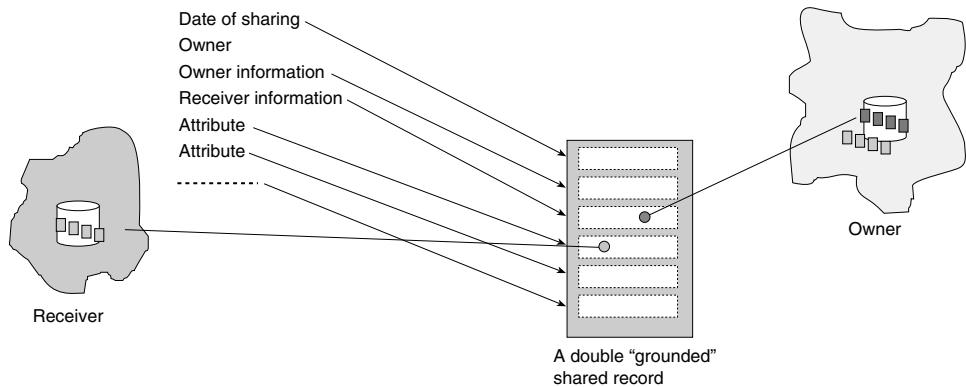 Date of sharing
Owner
Owner information
Receiver information
Attribute
Attribute
Receiver
Owner
A double “grounded”
shared record